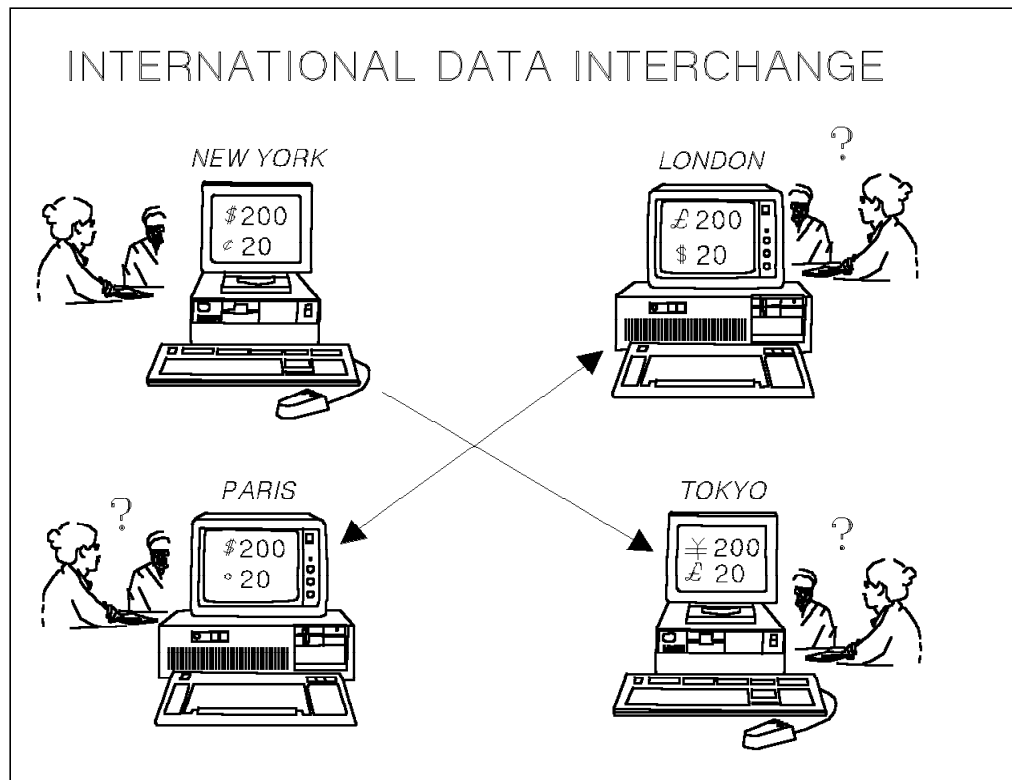 INTERNATIONAL DATA INTERCHANGE
NEW YORK
$200
¢ 20
LONDON
?
£ 200
$ 20
PARIS
?
$200
° 20
TOKYO
?
¥ 200
£ 20